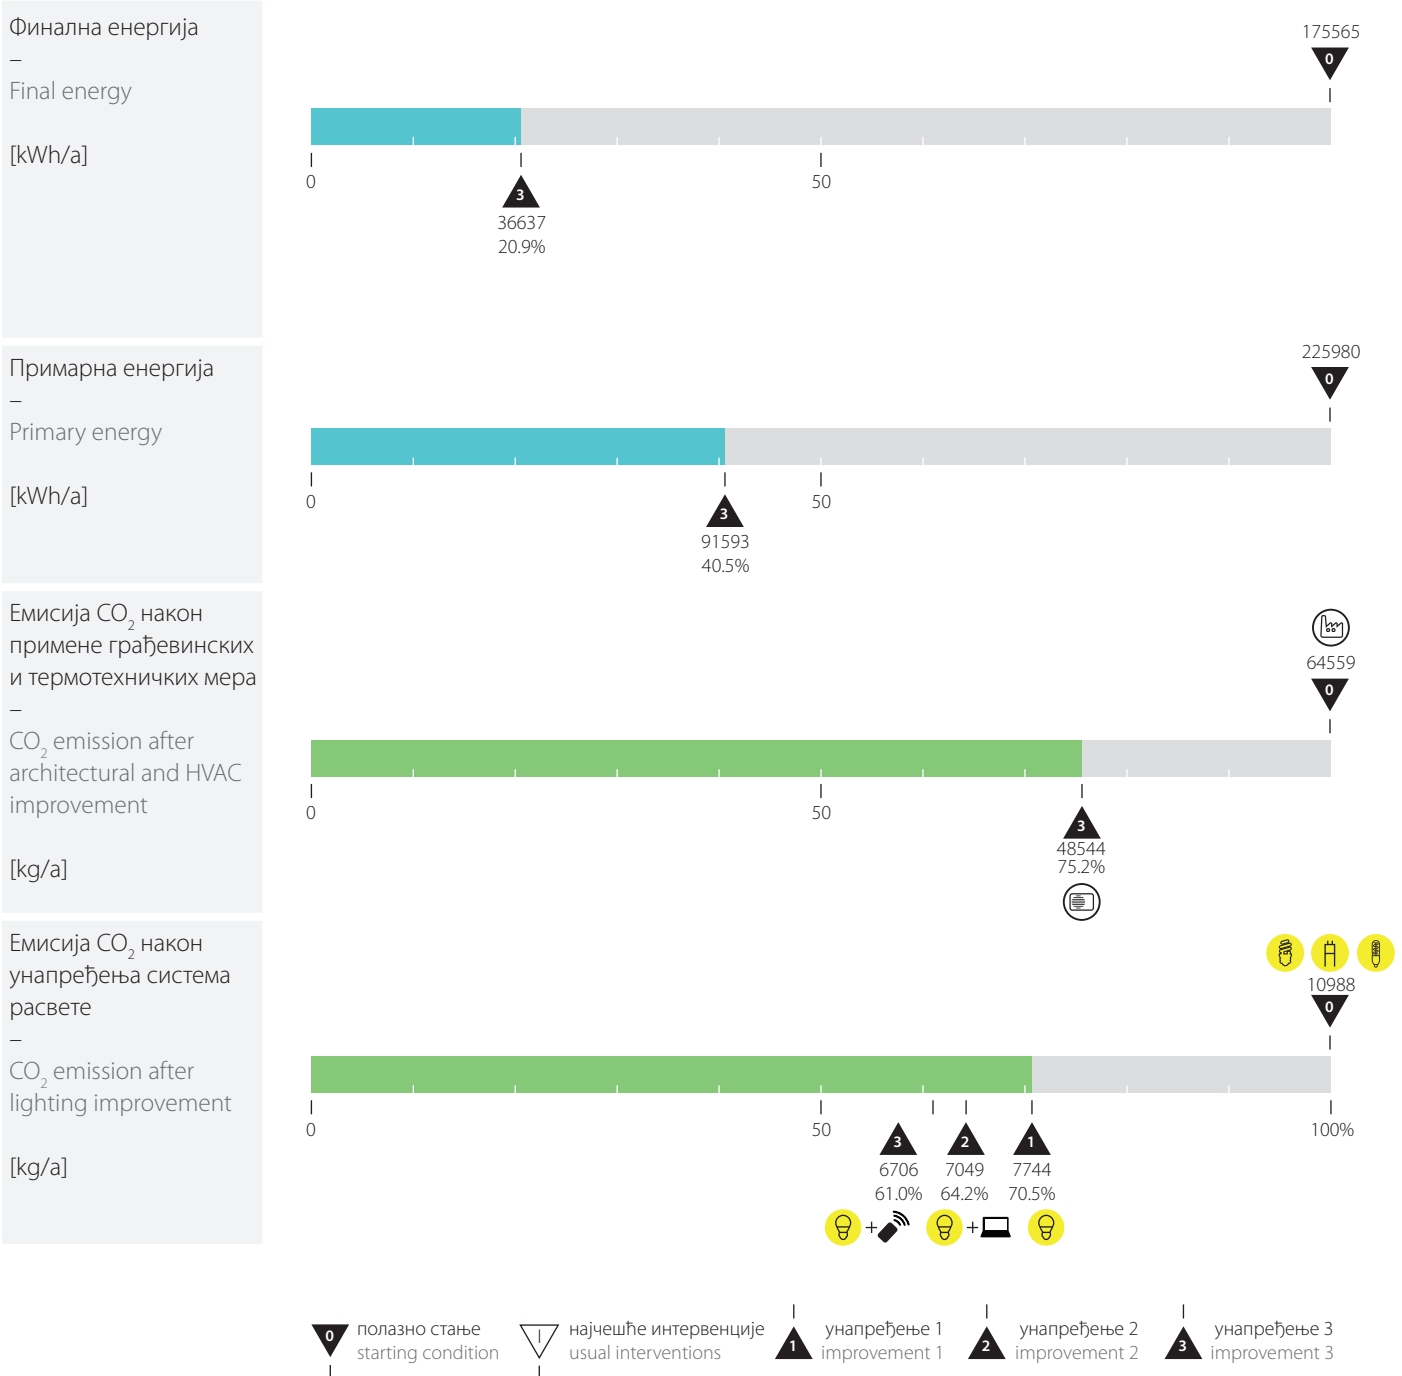 Финална енергија
–
Final energy
[kWh/a]
175565
0
0
50
3
36637
20.9%
Примарна енергија
–
Primary energy
[kWh/a]
225980
0
0
50
3
91593
40.5%
Емисија CO₂ након
примене грађевинских
и термотехничких мера
–
CO₂ emission after
architectural and HVAC
improvement
[kg/a]
64559
0
0
50
3
48544
75.2%
Емисија CO₂ након
унапређења система
расвете
–
CO₂ emission after
lighting improvement
[kg/a]
10988
0
0
50
100%
3
2
1
6706
7049
7744
61.0%
64.2%
70.5%
+
+
0
полазно стање
starting condition
I
најчешће интервенције
usual interventions
1
унапређење 1
improvement 1
2
унапређење 2
improvement 2
3
унапређење 3
improvement 3